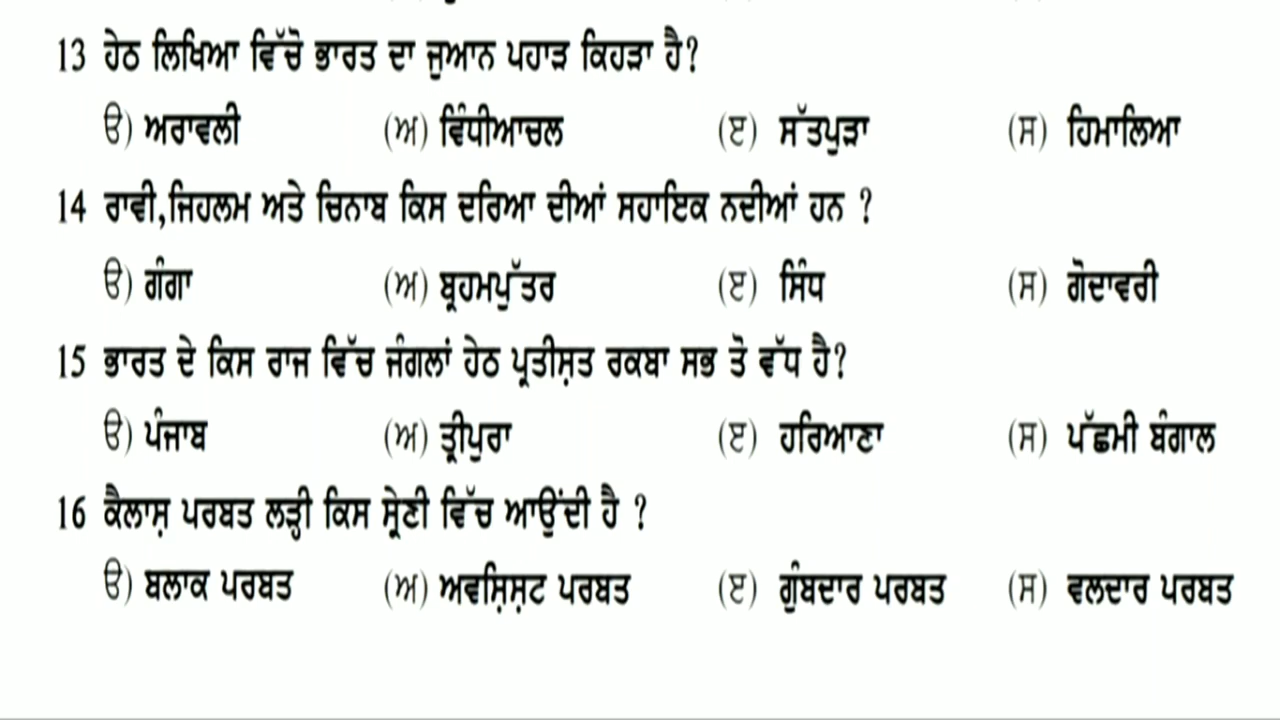 13 ਹੇਠ ਲਿਖਿਆ ਵਿੱਚੋ ਭਾਰਤ ਦਾ ਜੁਆਨ ਪਹਾੜ ਕਿਹੜਾ ਹੈ?
ੳ) ਅਰਾਵਲੀ (ਅ) ਵਿੰਧੀਆਚਲ (ੲ) ਸੱਤਪੁੜਾ (ਸ) ਹਿਮਾਲਿਆ
14 ਰਾਵੀ,ਜਿਹਲਮ ਅਤੇ ਚਿਨਾਬ ਕਿਸ ਦਰਿਆ ਦੀਆਂ ਸਹਾਇਕ ਨਦੀਆਂ ਹਨ ?
ੳ) ਗੰਗਾ (ਅ) ਬ੍ਰਹਮਪੁੱਤਰ (ੲ) ਸਿੰਧ (ਸ) ਗੋਦਾਵਰੀ
15 ਭਾਰਤ ਦੇ ਕਿਸ ਰਾਜ ਵਿੱਚ ਜੰਗਲਾਂ ਹੇਠ ਪ੍ਰਤੀਸ਼ਤ ਰਕਬਾ ਸਭ ਤੋ ਵੱਧ ਹੈ?
ੳ) ਪੰਜਾਬ (ਅ) ਤ੍ਰੀਪੁਰਾ (ੲ) ਹਰਿਆਣਾ (ਸ) ਪੱਛਮੀ ਬੰਗਾਲ
16 ਕੈਲਾਸ਼ ਪਰਬਤ ਲੜ੍ਹੀ ਕਿਸ ਸ੍ਰੇਣੀ ਵਿੱਚ ਆਉਂਦੀ ਹੈ ?
ੳ) ਬਲਾਕ ਪਰਬਤ (ਅ) ਅਵਸ਼ਿਸ਼ਟ ਪਰਬਤ (ੲ) ਗੁੰਬਦਾਰ ਪਰਬਤ (ਸ) ਵਲਦਾਰ ਪਰਬਤ